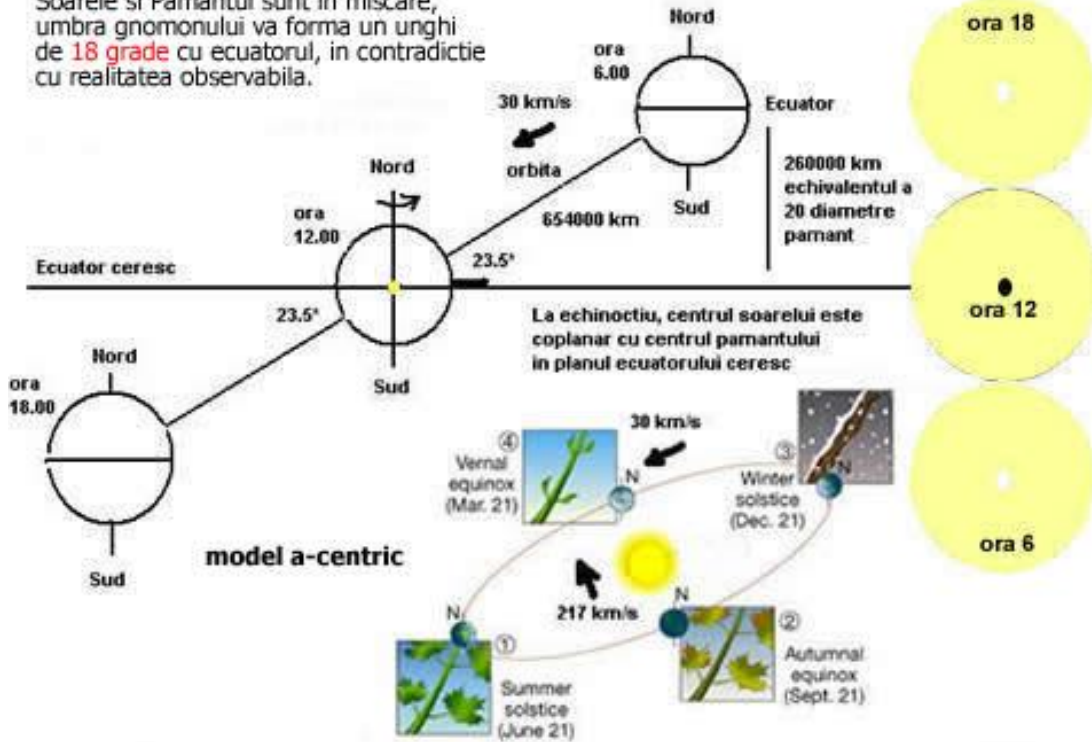 Soarele si Pamantul sunt in miscare,
umbra gnomonului va forma un unghi
de 18 grade cu ecuatorul, in contradictie
cu realitatea observabila.
Nord
ora
6.00
Ecuator
Sud
30 km/s
orbita
654000 km
260000 km
echivalentul a
20 diametre
pamant
ora 18
ora 12
ora 6
Nord
ora
12.00
23.5*
Ecuator ceresc
23.5*
Sud
La echinoctiu, centrul soarelui este
coplanar cu centrul pamantului
in planul ecuatorului ceresc
Nord
ora
18.00
Sud
model a-centric
30 km/s
④
Vernal
equinox
(Mar. 21)
N
③
Winter
solstice
(Dec. 21)
N
217 km/s
N
①
Summer
solstice
(June 21)
N
②
Autumnal
equinox
(Sept. 21)